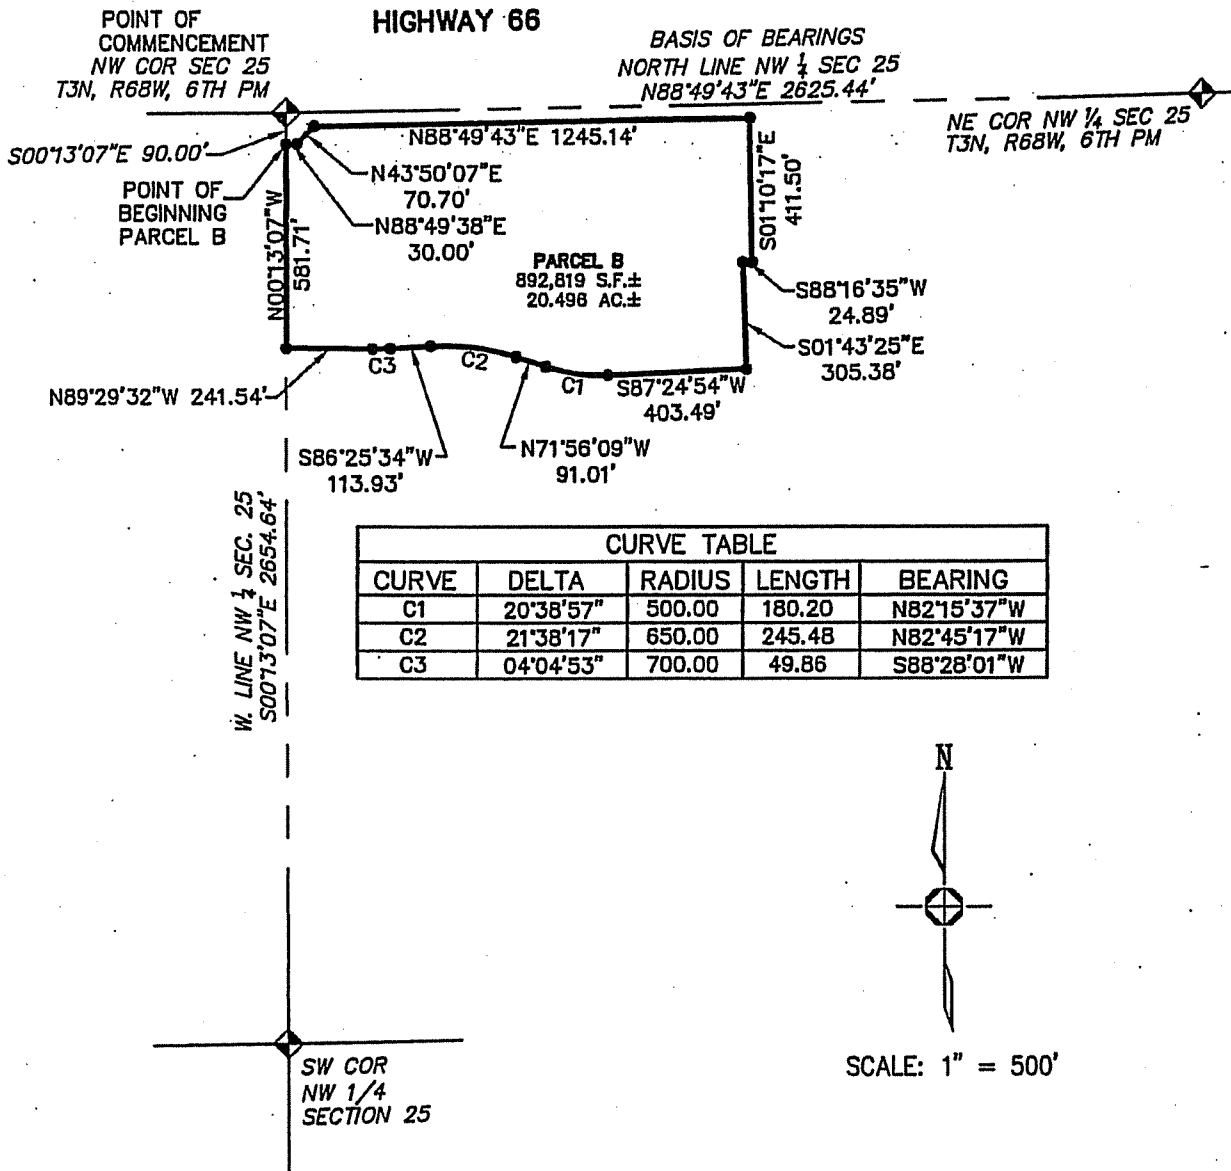 HIGHWAY 66
POINT OF
COMMENCEMENT
NW COR SEC 25
T3N, R68W, 6TH PM
BASIS OF BEARINGS
NORTH LINE NW 1/4 SEC 25
N88°49'43"E 2625.44'
NE COR NW 1/4 SEC 25
T3N, R68W, 6TH PM
S00°13'07"E 90.00'
N88°49'43"E 1245.14'
POINT OF
BEGINNING
PARCEL B
N43°50'07"E
70.70'
N88°49'38"E
30.00'
N00°13'07"W
581.71'
S01°10'17"E
411.50'
PARCEL B
892,819 S.F.±
20.496 AC.±
S88°16'35"W
24.89'
S01°43'25"E
305.38'
C3
C2
C1
S87°24'54"W
403.49'
N89°29'32"W 241.54'
S86°25'34"W
113.93'
N71°56'09"W
91.01'
W. LINE NW 1/4 SEC. 25
S00°13'07"E 2654.64'
CURVE TABLE
CURVE DELTA RADIUS LENGTH BEARING
C1 20°38'57" 500.00 180.20 N82°15'37"W
C2 21°38'17" 650.00 245.48 N82°45'17"W
C3 04°04'53" 700.00 49.86 S88°28'01"W
N
SCALE: 1" = 500'
SW COR
NW 1/4
SECTION 25